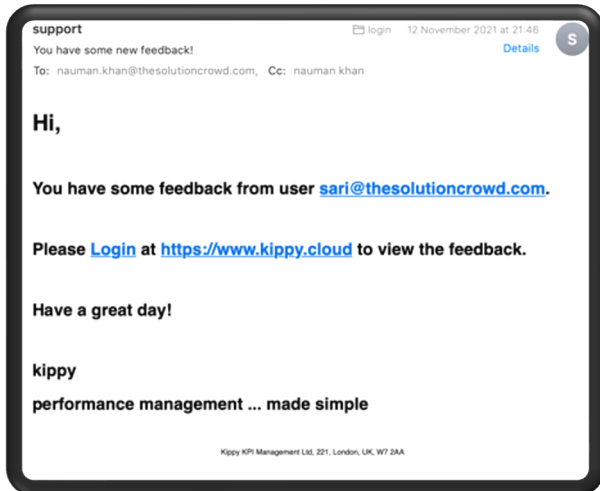 support
login 12 November 2021 at 21:46
S
You have some new feedback!
Details
To: nauman.khan@thesolutioncrowd.com, Cc: nauman khan
Hi,
You have some feedback from user sari@thesolutioncrowd.com.
Please Login at https://www.kippy.cloud to view the feedback.
Have a great day!
kippy
performance management ... made simple
Kippy KPI Management Ltd, 221, London, UK, W7 2AA